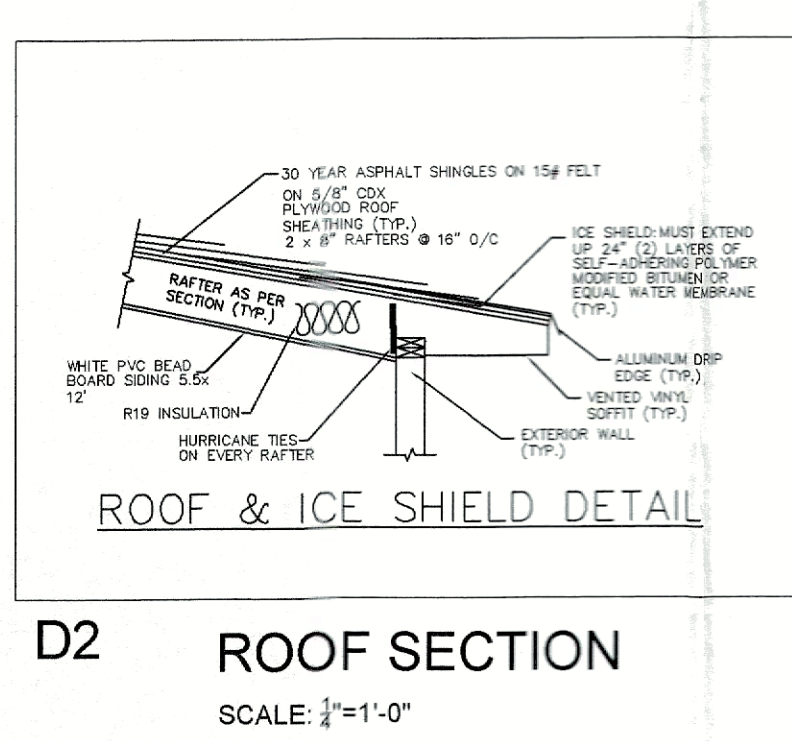 30 YEAR ASPHALT SHINGLES ON 15# FELT
ON 5/8" CDX
PLYWOOD ROOF
SHEATHING (TYP.)
2 x 8" RAFTERS @ 16" O/C
ICE SHIELD: MUST EXTEND
UP 24" (2) LAYERS OF
SELF-ADHERING POLYMER
MODIFIED BITUMEN OR
EQUAL WATER MEMBRANE
(TYP.)
RAFTER AS PER
SECTION (TYP.)
WHITE PVC BEAD
BOARD SIDING 5.5x
12'
R19 INSULATION
HURRICANE TIES
ON EVERY RAFTER
ALUMINUM DRIP
EDGE (TYP.)
VENTED VINYL
SOFFIT (TYP.)
EXTERIOR WALL
(TYP.)
ROOF & ICE SHIELD DETAIL
D2
ROOF SECTION
SCALE: 1/4"=1'-0"